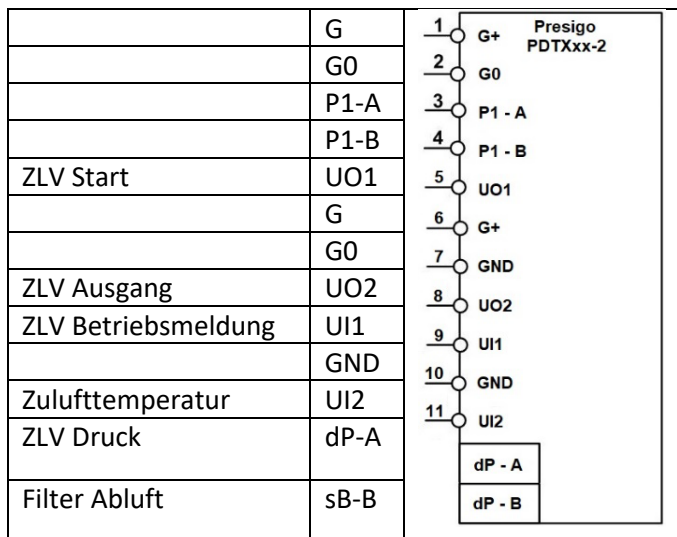 G
G0
P1-A
P1-B
ZLV Start UO1
G
G0
ZLV Ausgang UO2
ZLV Betriebsmeldung UI1
GND
Zulufttemperatur UI2
ZLV Druck dP-A
Filter Abluft sB-B
Presigo
PDTXxx-2
1 G+
2 G0
3 P1 - A
4 P1 - B
5 UO1
6 G+
7 GND
8 UO2
9 UI1
10 GND
11 UI2
dP - A
dP - B